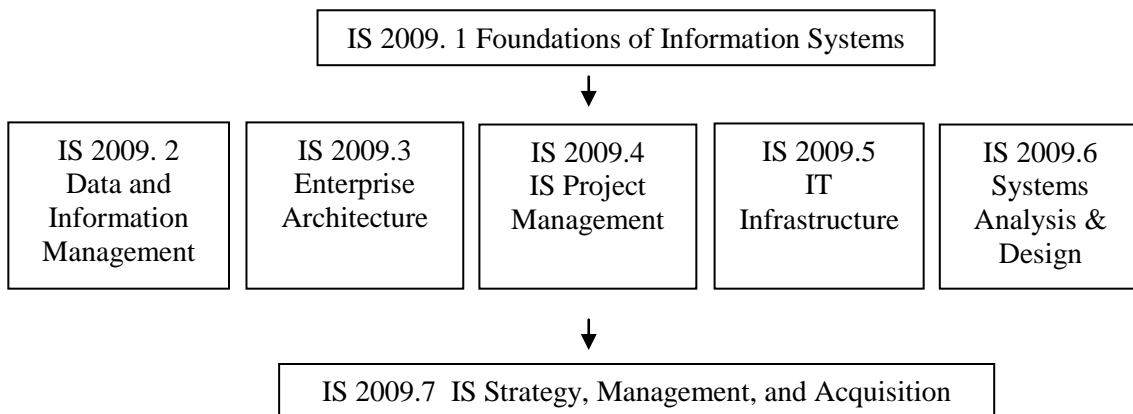 IS 2009. 1 Foundations of Information Systems
IS 2009. 2
Data and
Information
Management
IS 2009.3
Enterprise
Architecture
IS 2009.4
IS Project
Management
IS 2009.5
IT
Infrastructure
IS 2009.6
Systems
Analysis &
Design
IS 2009.7 IS Strategy, Management, and Acquisition